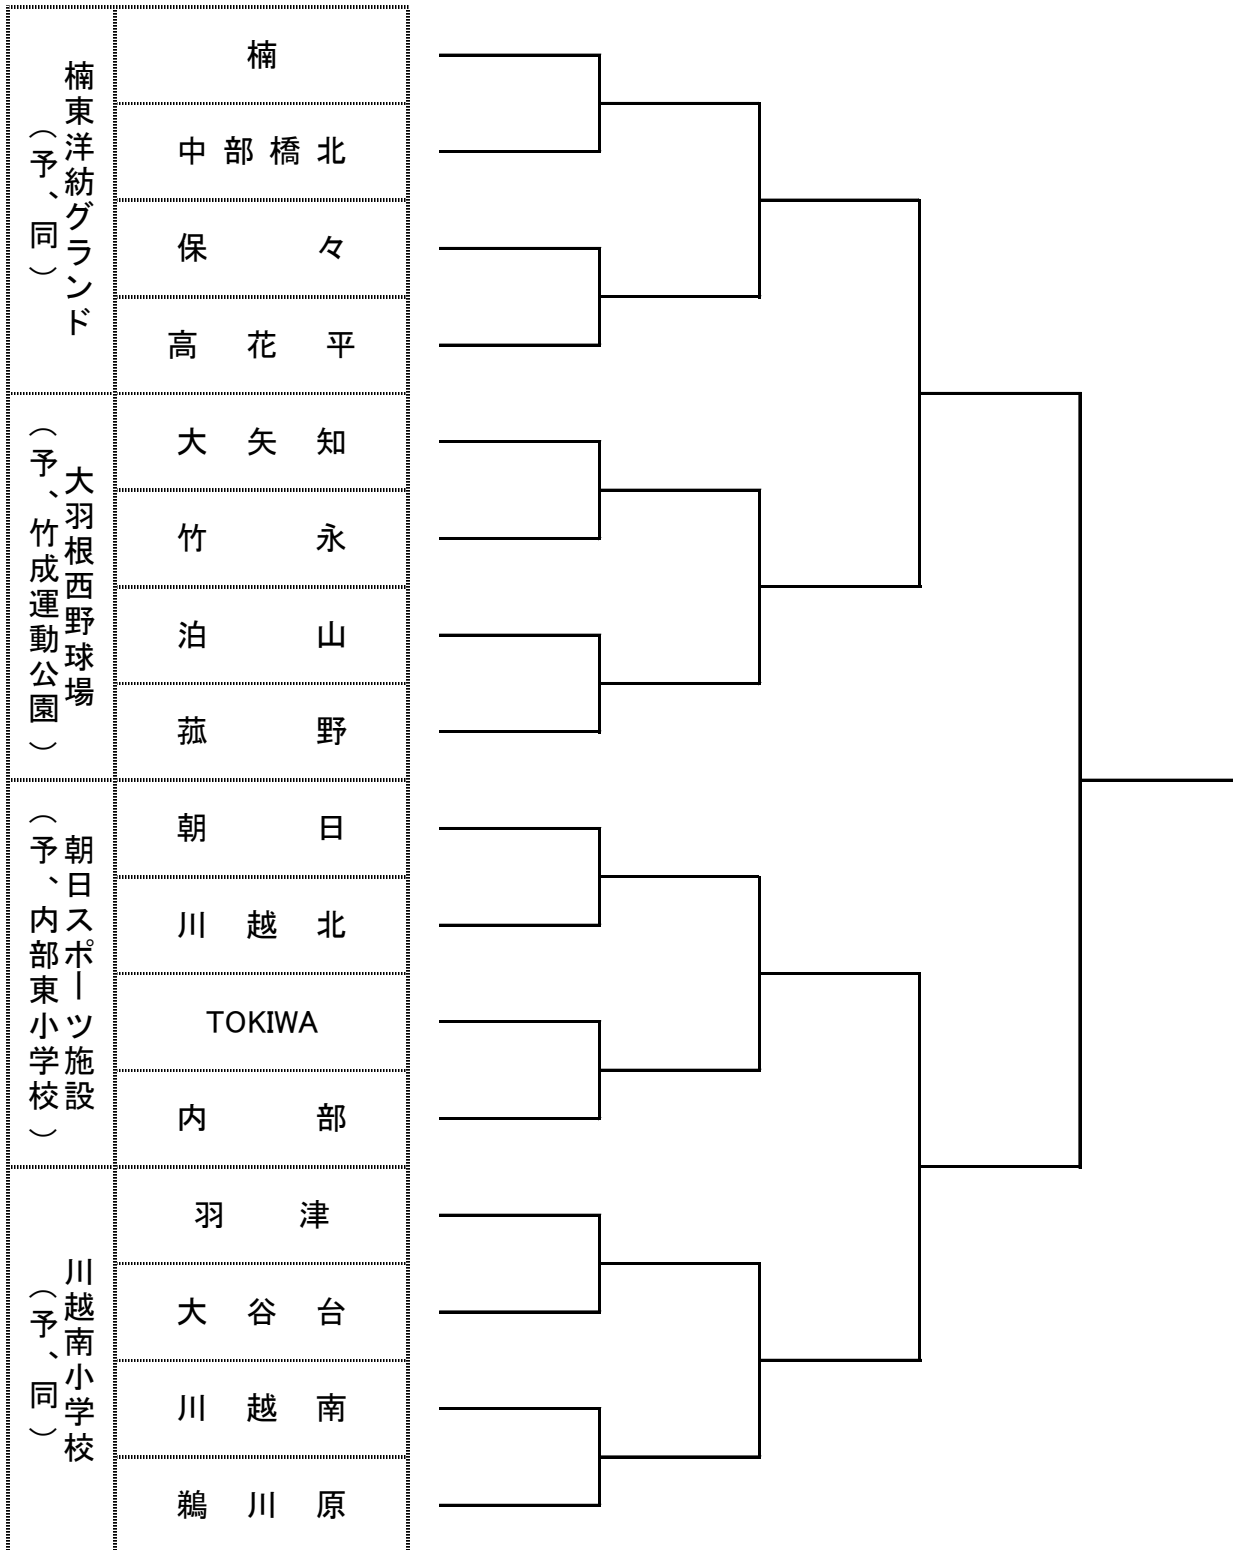 楠東洋紡グランド
（予、同）
楠
中部橋北
保々
高花平
大羽根西野球場
（予、竹成運動公園）
大矢知
竹永
泊山
菰野
朝日スポーツ施設
（予、内部東小学校）
朝日
川越北
TOKIWA
内部
川越南小学校
（予、同）
羽津
大谷台
川越南
鵜川原